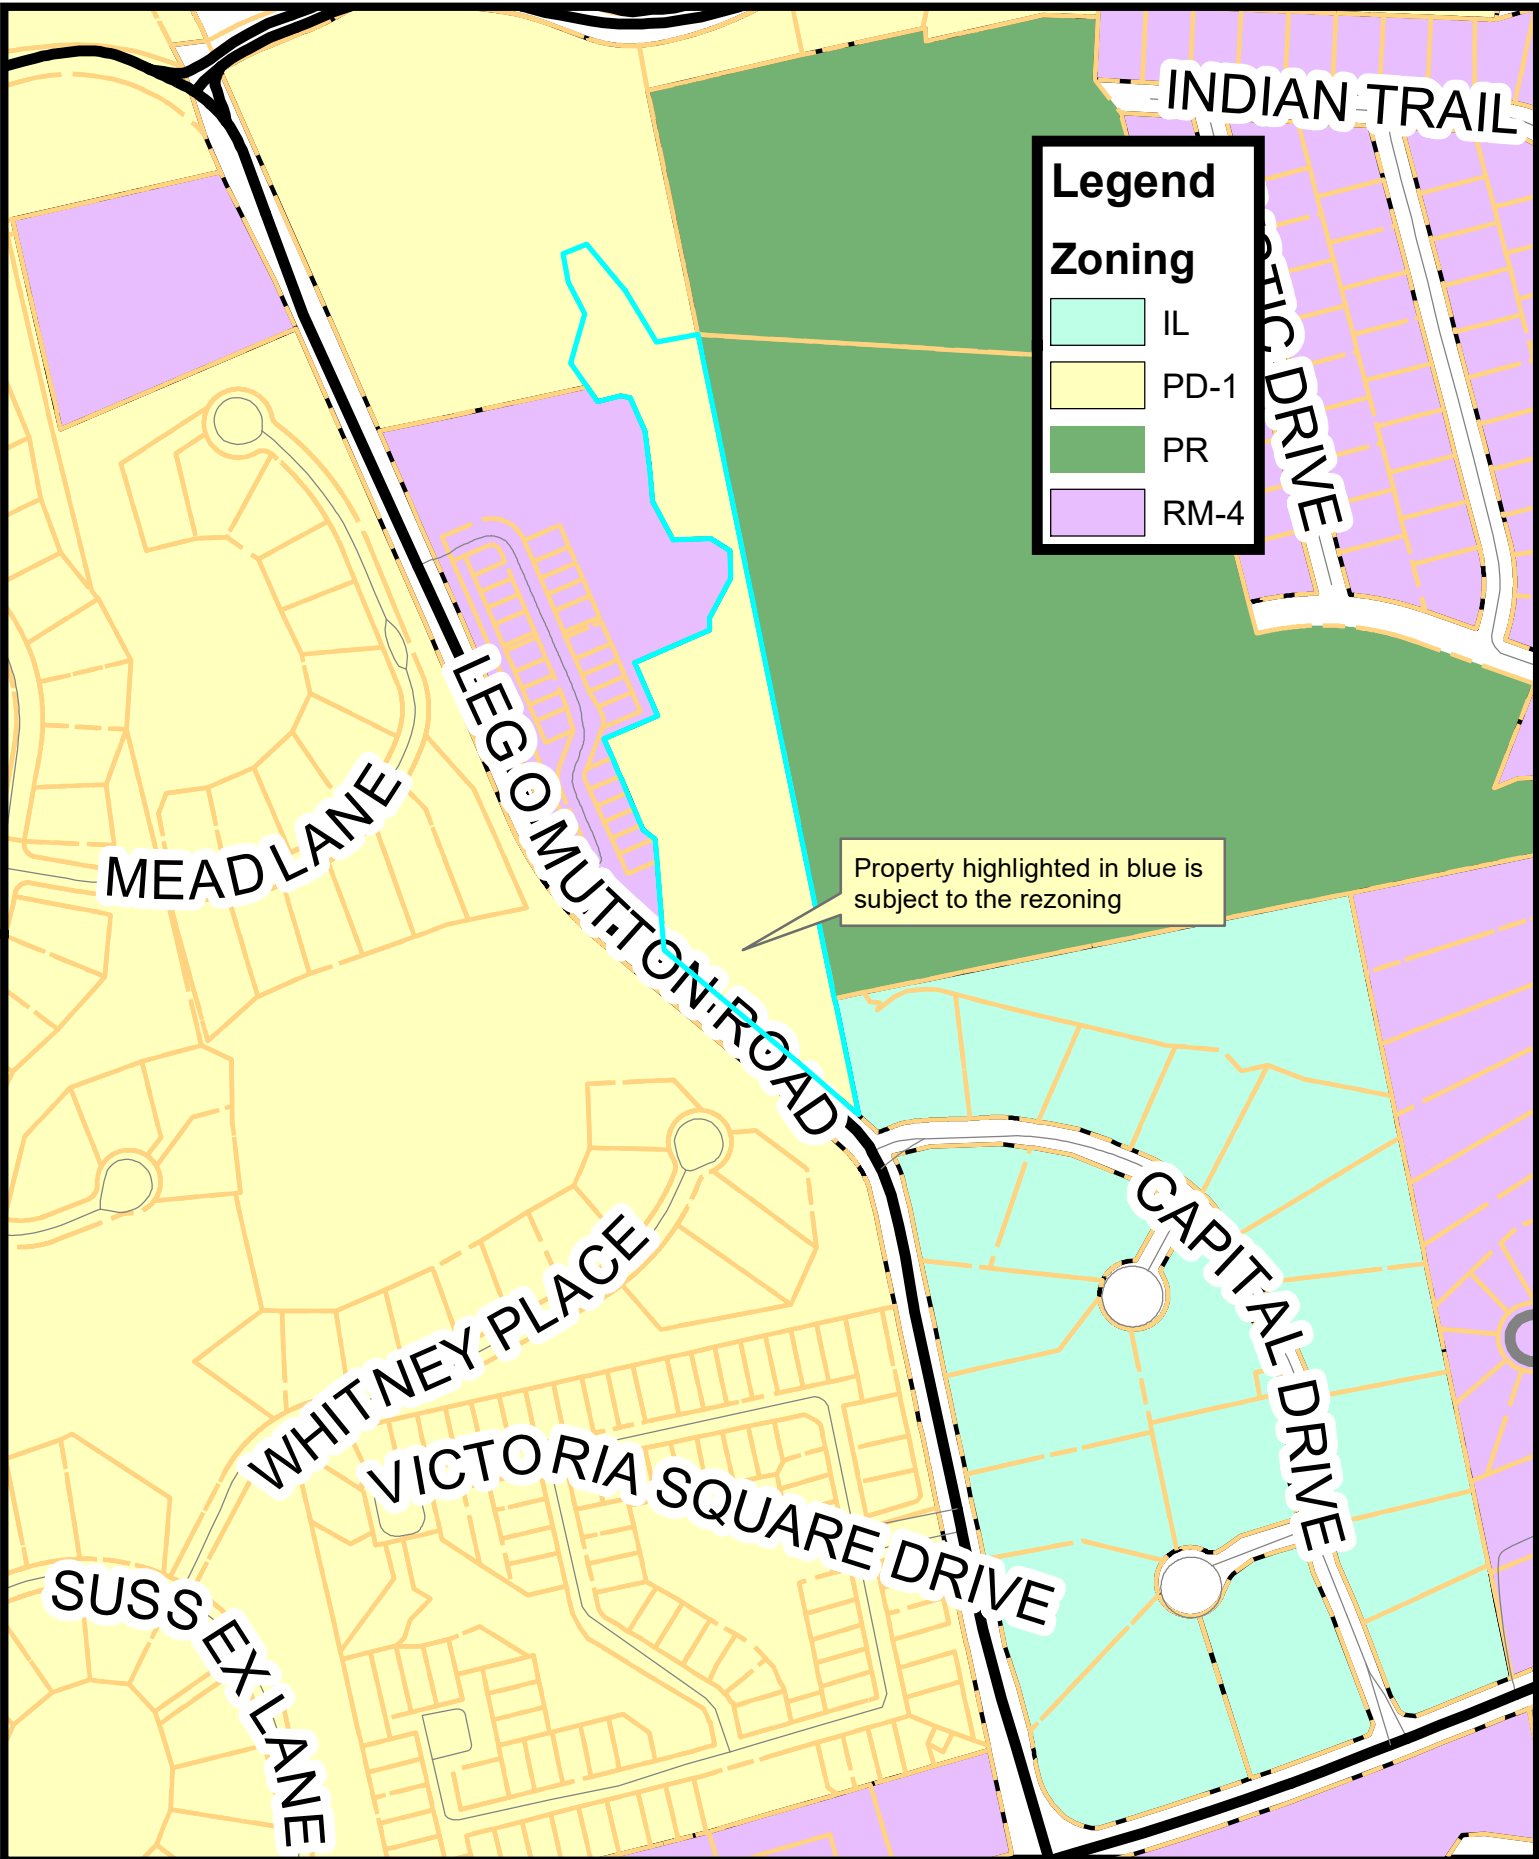 INDIAN TRAIL
Legend
Zoning
IL
PD-1
PR
RM-4
DRIVE
LEG O MUTTON ROAD
MEAD LANE
Property highlighted in blue is
subject to the rezoning
CAPITAL DRIVE
WHITNEY PLACE
VICTORIA SQUARE DRIVE
SUSSEX LANE